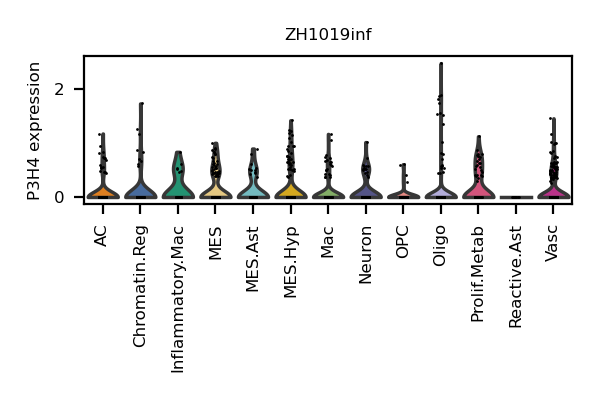 ZH1019inf
P3H4 expression
2
0
AC
Chromatin.Reg
Inflammatory.Mac
MES
MES.Ast
MES.Hyp
Mac
Neuron
OPC
Oligo
Prolif.Metab
Reactive.Ast
Vasc